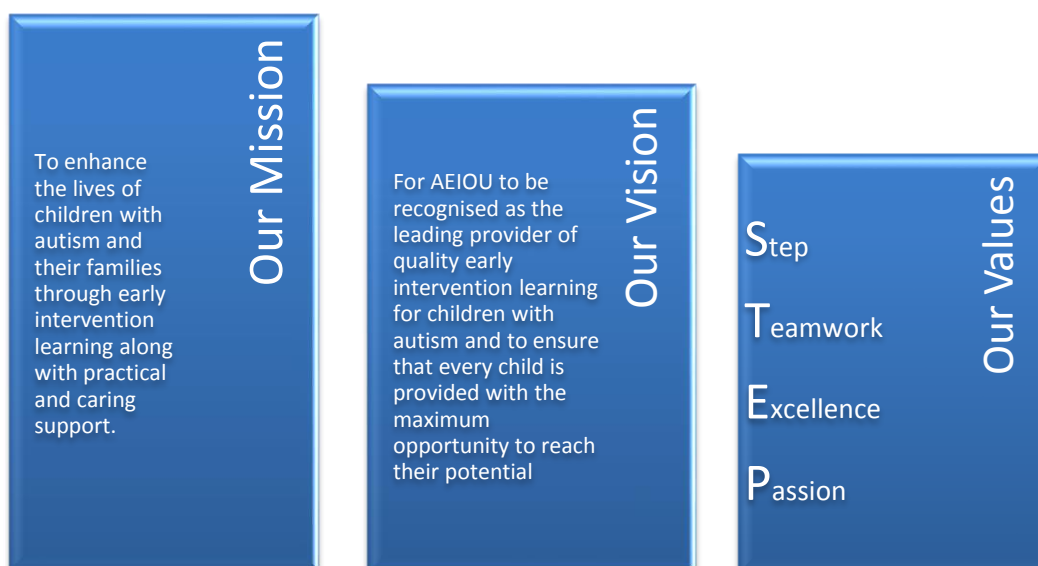 Our Mission
To enhance
the lives of
children with
autism and
their families
through early
intervention
learning along
with practical
and caring
support.
Our Vision
For AEIOU to be
recognised as the
leading provider of
quality early
intervention learning
for children with
autism and to ensure
that every child is
provided with the
maximum
opportunity to reach
their potential
Our Values
Step
Teamwork
Excellence
Passion